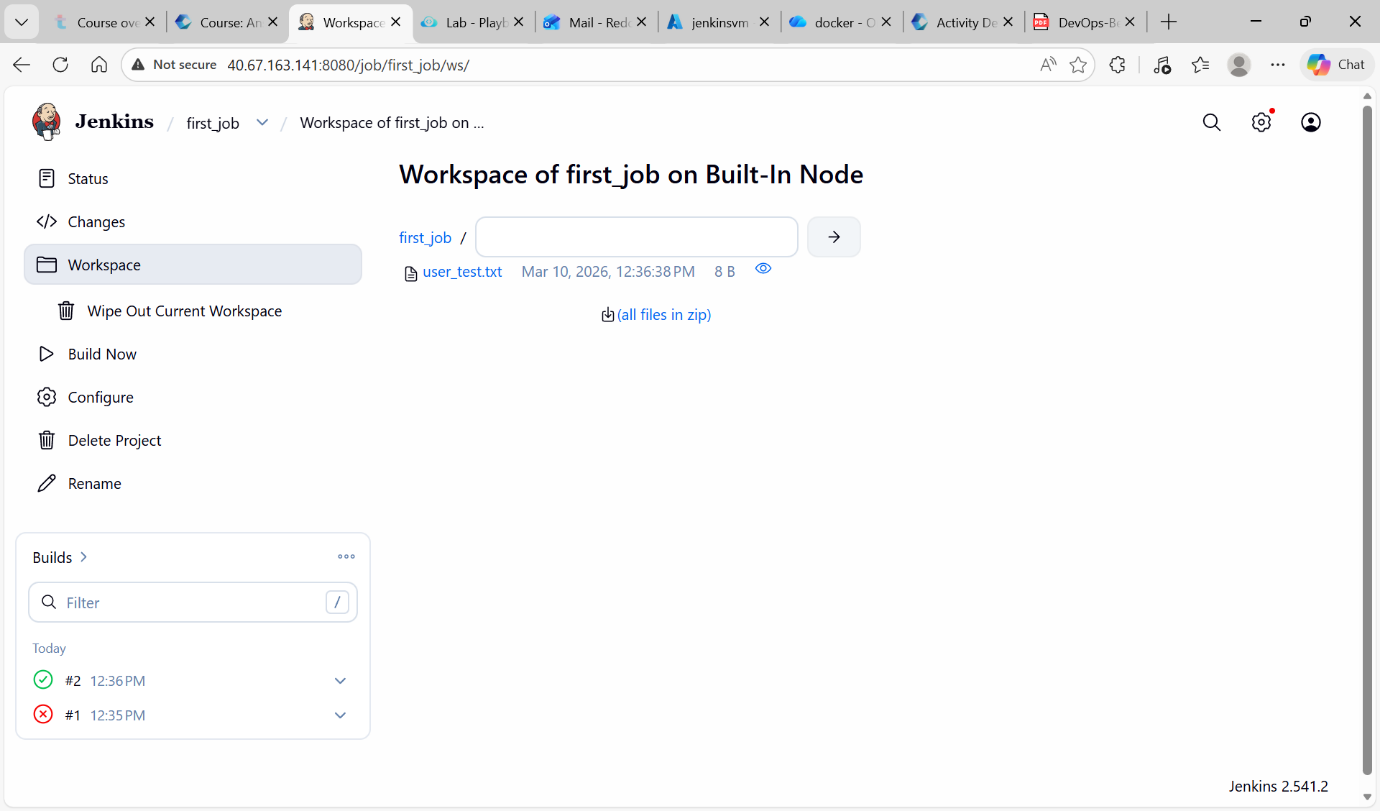 Course ove
Course: An
Workspace
Lab - Playb
Mail - Redi
jenkinsvm
docker - O
Activity De
DevOps-Be
Not secure 40.67.163.141:8080/job/first_job/ws/
Chat
Jenkins / first_job / Workspace of first_job on ...
Status
Changes
Workspace
Wipe Out Current Workspace
Build Now
Configure
Delete Project
Rename
Workspace of first_job on Built-In Node
first_job /
user_test.txt Mar 10, 2026, 12:36:38 PM 8 B
(all files in zip)
Builds
Filter /
Today
#2 12:36 PM
#1 12:35 PM
Jenkins 2.541.2